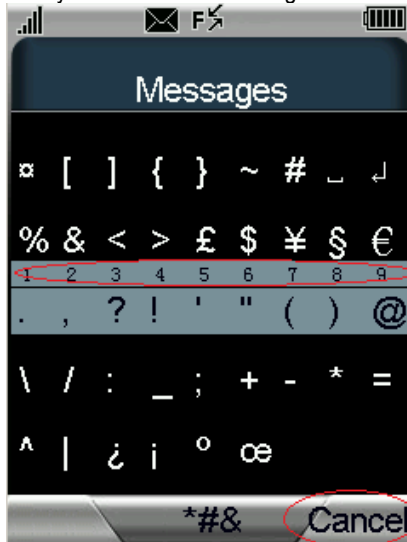 F
Messages
¤ [ ] { } ~ # ⎵ ↲
% & < > £ $ ¥ § €
1 2 3 4 5 6 7 8 9
. , ? ! ' " ( ) @
\ / : _ ; + - * =
^ | ¿ ¡ º œ
*#& Cancel